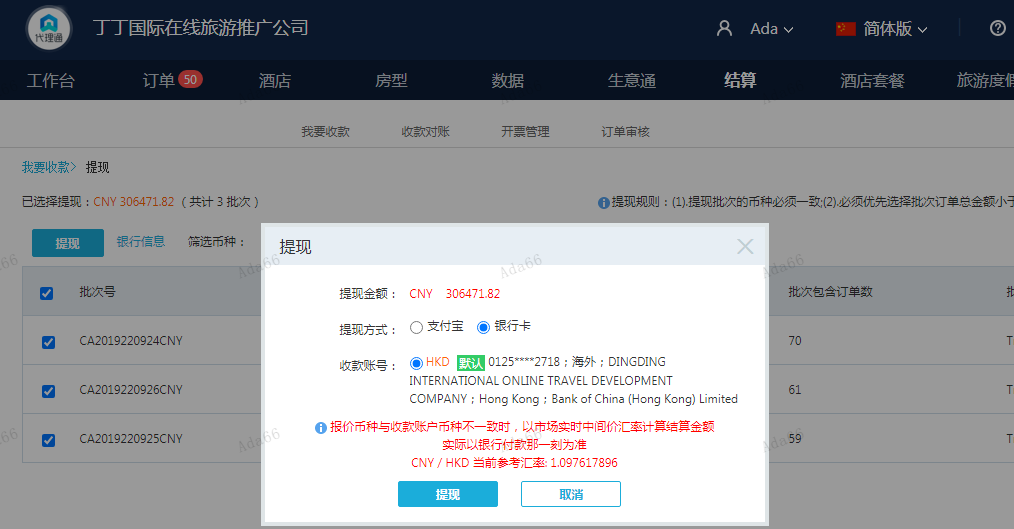 代理通
丁丁国际在线旅游推广公司
Ada
简体版
工作台
订单 50
酒店
房型
数据
生意通
结算
酒店套餐
旅游度假
我要收款
收款对账
开票管理
订单审核
我要收款> 提现
已选择提现：CNY 306471.82 （ 共计 3 批次 ）
提现规则：(1).提现批次的币种必须一致;(2).必须优先选择批次订单总金额小于
提现
银行信息
筛选币种：
批次号
批次包含订单数
CA2019220924CNY
70
CA2019220926CNY
61
CA2019220925CNY
59
提现
提现金额： CNY 306471.82
提现方式： 支付宝 银行卡
收款账号： HKD 默认 0125****2718；海外；DINGDING
INTERNATIONAL ONLINE TRAVEL DEVELOPMENT
COMPANY；Hong Kong；Bank of China (Hong Kong) Limited
报价币种与收款账户币种不一致时，以市场实时中间价汇率计算结算金额
实际以银行付款那一刻为准
CNY / HKD 当前参考汇率: 1.097617896
提现
取消
Ada66
Ada66
Ada66
Ada66
Ada66